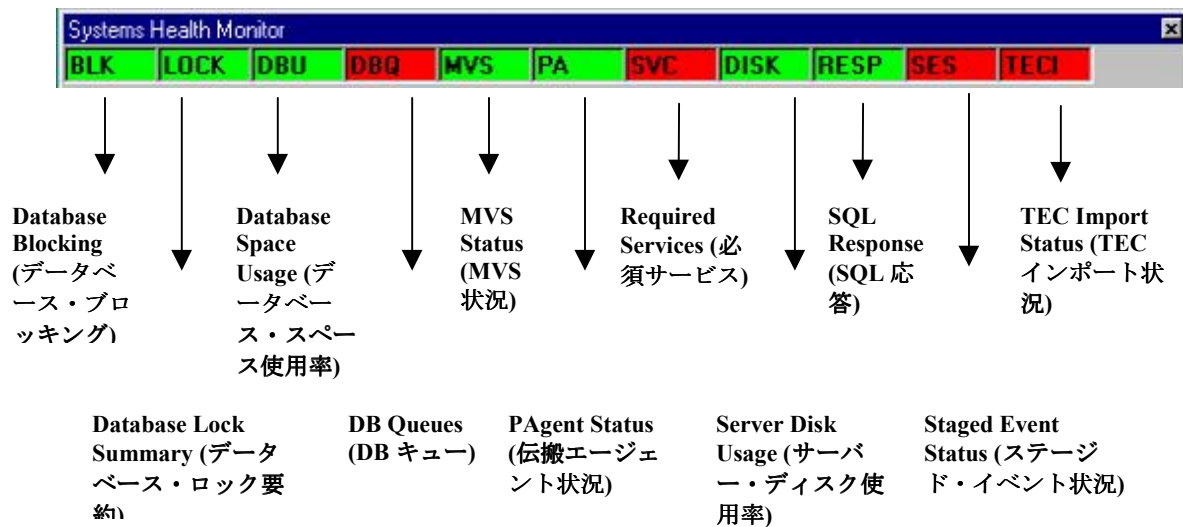 Systems Health Monitor
BLK LOCK DBU DBQ MVS PA SVC DISK RESP SES TECI
Database
Blocking
(データベ
ース・ブロ
ッキング)
Database
Space
Usage (デ
ータベー
ス・スペー
ス使用率)
MVS
Status
(MVS
状況)
Required
Services (必
須サービス)
SQL
Response
(SQL 応
答)
TEC Import
Status (TEC
インポート状
況)
Database Lock
Summary (データ
ベース・ロック要
約)
DB Queues
(DB キュー)
PAgent Status
(伝搬エージェ
ント状況)
Server Disk
Usage (サーバ
ー・ディスク使
用率)
Staged Event
Status (ステージ
ド・イベント状況)